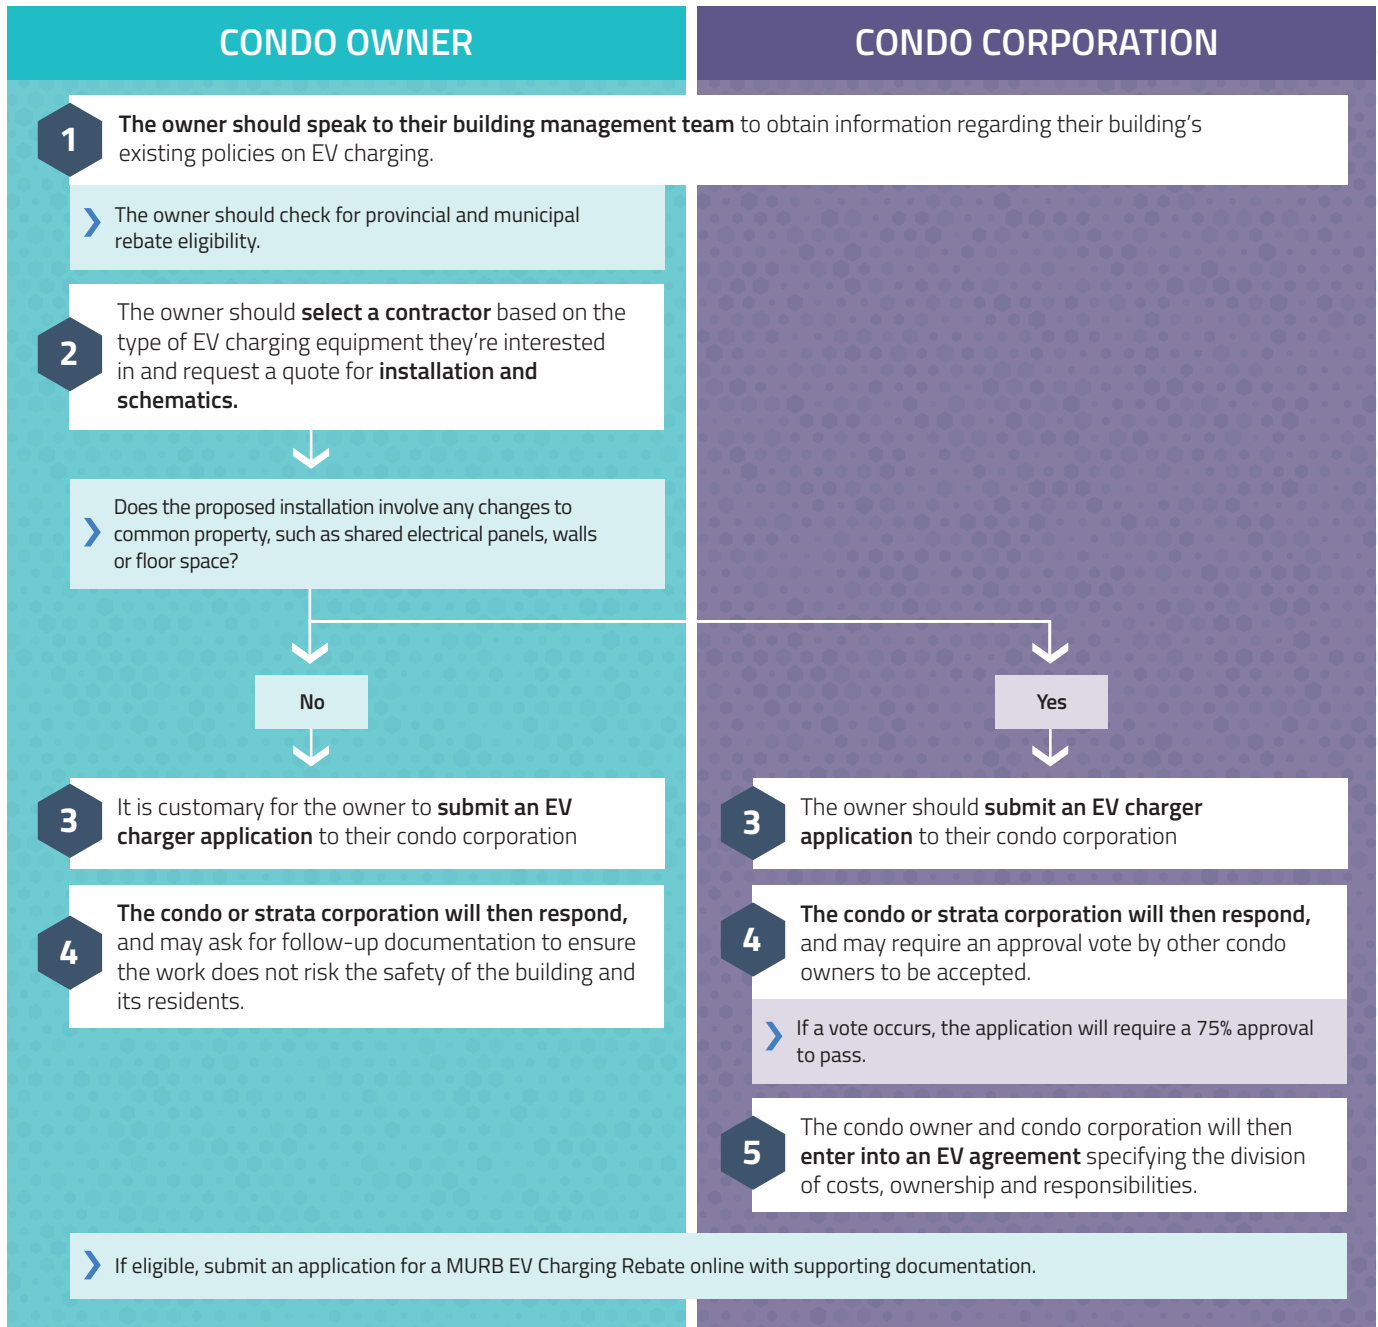 CONDO OWNER
CONDO CORPORATION
1
The owner should speak to their building management team to obtain information regarding their building's
existing policies on EV charging.
The owner should check for provincial and municipal
rebate eligibility.
2
The owner should select a contractor based on the
type of EV charging equipment they're interested
in and request a quote for installation and
schematics.
Does the proposed installation involve any changes to
common property, such as shared electrical panels, walls
or floor space?
No
Yes
3
It is customary for the owner to submit an EV
charger application to their condo corporation
4
The condo or strata corporation will then respond,
and may ask for follow-up documentation to ensure
the work does not risk the safety of the building and
its residents.
3
The owner should submit an EV charger
application to their condo corporation
4
The condo or strata corporation will then respond,
and may require an approval vote by other condo
owners to be accepted.
If a vote occurs, the application will require a 75% approval
to pass.
5
The condo owner and condo corporation will then
enter into an EV agreement specifying the division
of costs, ownership and responsibilities.
If eligible, submit an application for a MURB EV Charging Rebate online with supporting documentation.